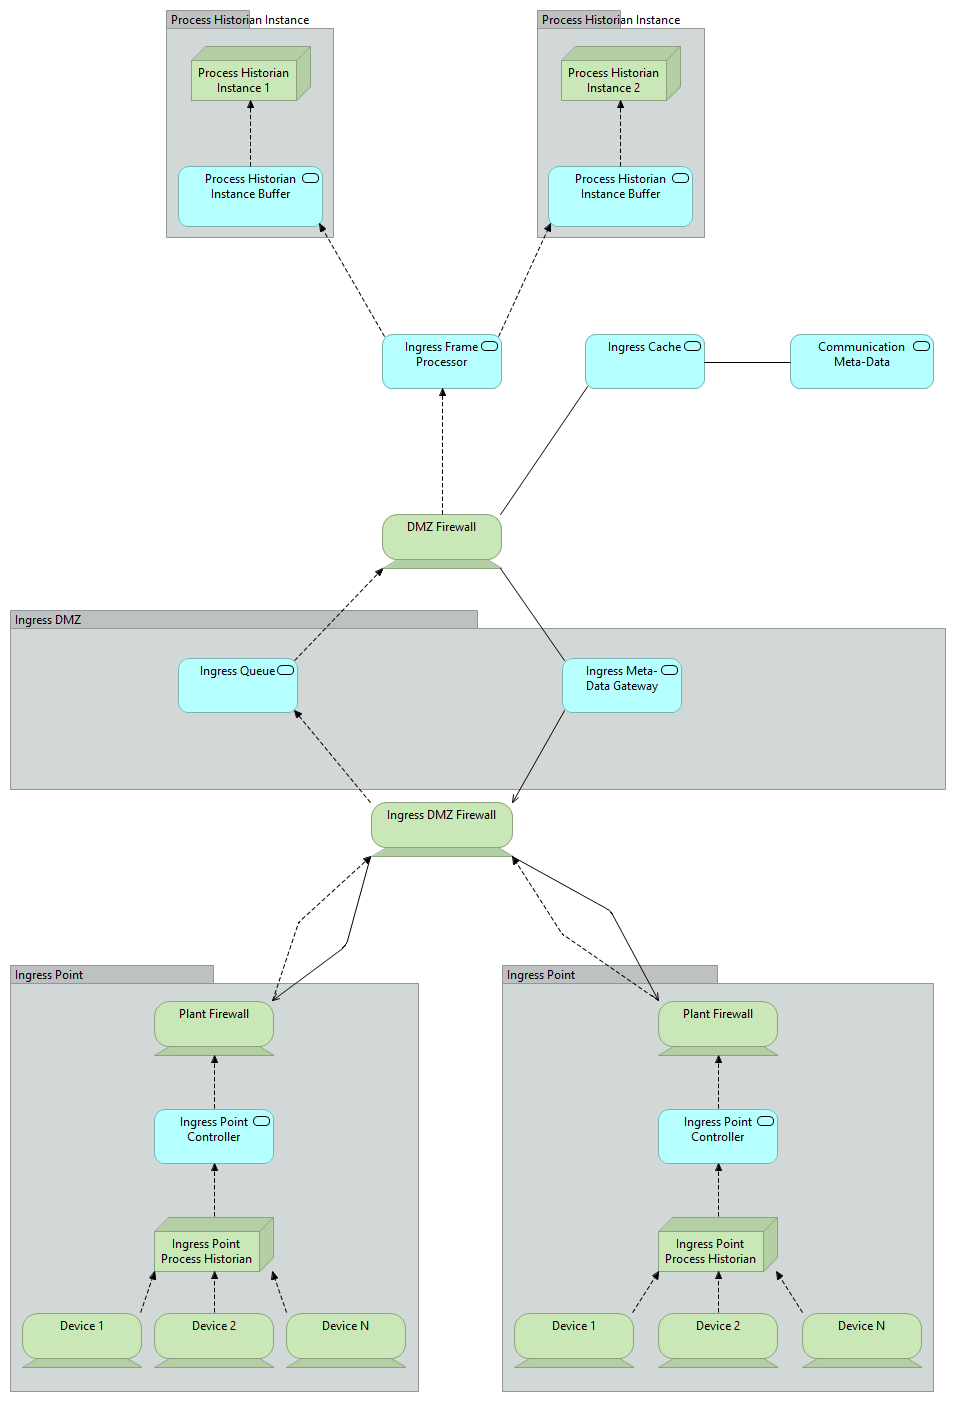 Process Historian Instance
Process Historian Instance
Process Historian
Instance 1
Process Historian
Instance 2
Process Historian
Instance Buffer
Process Historian
Instance Buffer
Ingress Frame
Processor
Ingress Cache
Communication
Meta-Data
DMZ Firewall
Ingress DMZ
Ingress Queue
Ingress Meta-
Data Gateway
Ingress DMZ Firewall
Ingress Point
Ingress Point
Plant Firewall
Plant Firewall
Ingress Point
Controller
Ingress Point
Controller
Ingress Point
Process Historian
Ingress Point
Process Historian
Device 1
Device 2
Device N
Device 1
Device 2
Device N